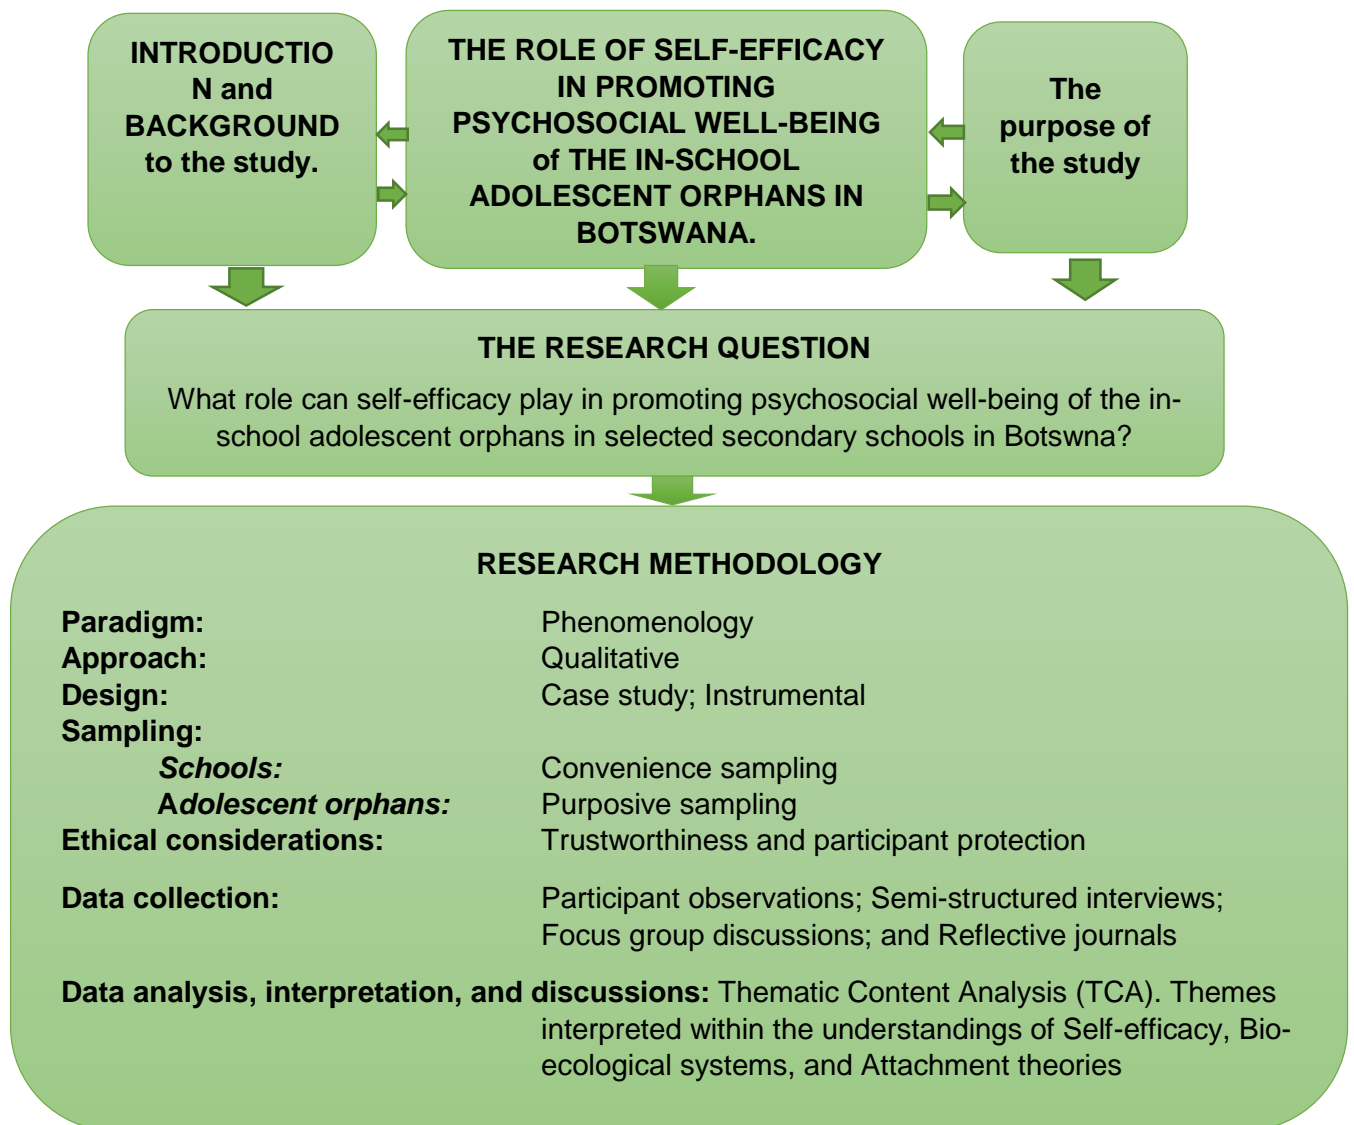 INTRODUCTIO
N and
BACKGROUND
to the study.
THE ROLE OF SELF-EFFICACY
IN PROMOTING
PSYCHOSOCIAL WELL-BEING
of THE IN-SCHOOL
ADOLESCENT ORPHANS IN
BOTSWANA.
The
purpose of
the study
THE RESEARCH QUESTION
What role can self-efficacy play in promoting psychosocial well-being of the in-
school adolescent orphans in selected secondary schools in Botswna?
RESEARCH METHODOLOGY
Paradigm: Phenomenology
Approach: Qualitative
Design: Case study; Instrumental
Sampling:
Schools: Convenience sampling
Adolescent orphans: Purposive sampling
Ethical considerations: Trustworthiness and participant protection
Data collection: Participant observations; Semi-structured interviews;
Focus group discussions; and Reflective journals
Data analysis, interpretation, and discussions: Thematic Content Analysis (TCA). Themes
interpreted within the understandings of Self-efficacy, Bio-
ecological systems, and Attachment theories